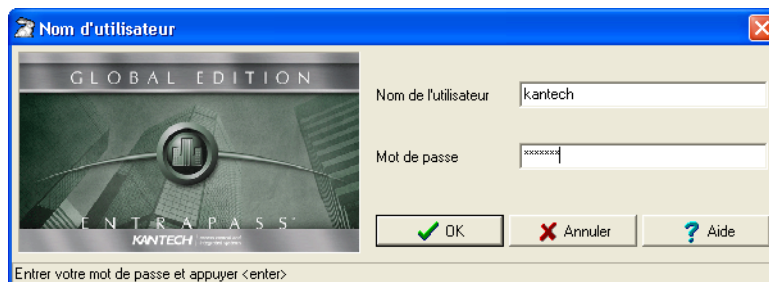 Nom d'utilisateur
GLOBAL EDITION
Nom de l'utilisateur
kantech
Mot de passe
xxxxxxx
ENTRAPASS
KANTECH
OK
Annuler
Aide
Entrer votre mot de passe et appuyer <enter>